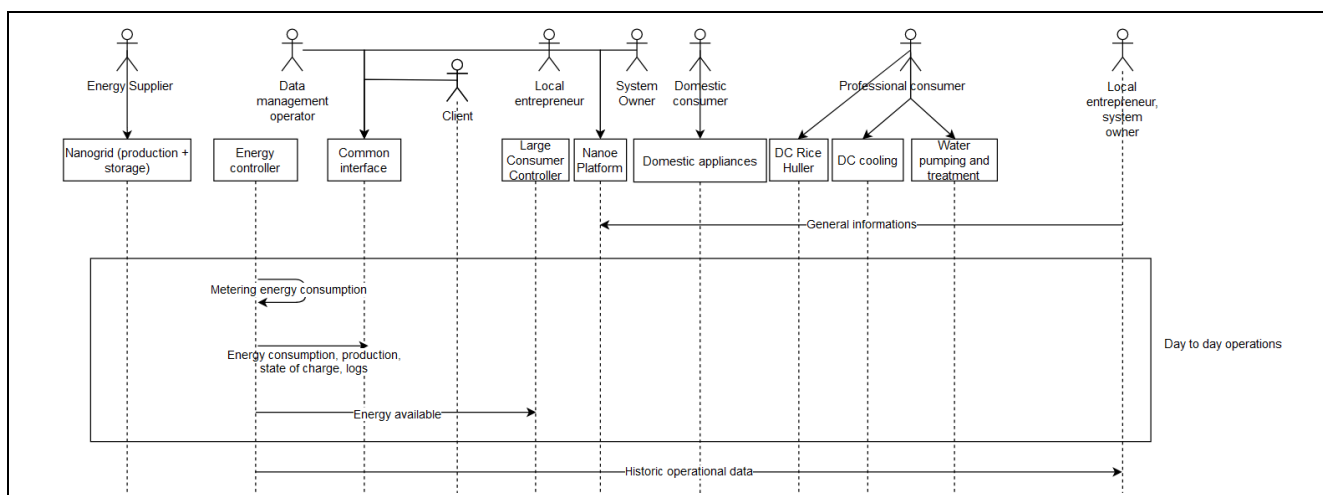 Energy Supplier
Data
management
operator
Client
Local
entrepreneur
System
Owner
Domestic
consumer
Professional consumer
Local
entrepreneur,
system
owner
Nanogrid (production +
storage)
Energy
controller
Common
interface
Large
Consumer
Controller
Nanoe
Platform
Domestic appliances
DC Rice
Huller
DC cooling
Water
pumping and
treatment
General informations
Metering energy consumption
Energy consumption, production,
state of charge, logs
Day to day operations
Energy available
Historic operational data